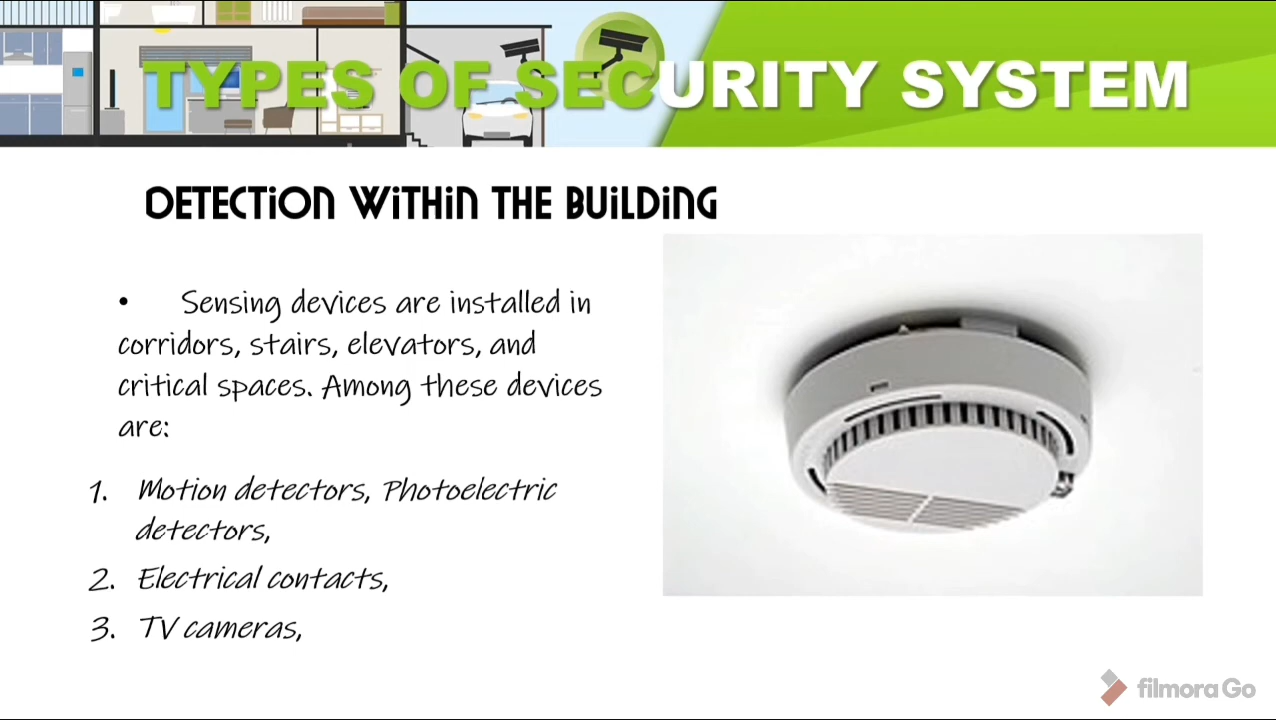 TYPES OF SECURITY SYSTEM
DETECTION WITHIN THE BUILDING
• Sensing devices are installed in
corridors, stairs, elevators, and
critical spaces. Among these devices
are:
1. Motion detectors, Photoelectric
detectors,
2. Electrical contacts,
3. TV cameras,
filmora Go